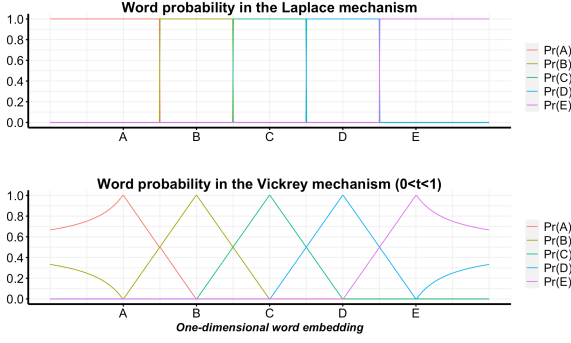 Word probability in the Laplace mechanism
1.0
0.8
0.6
0.4
0.2
0.0
A B C D E
Pr(A)
Pr(B)
Pr(C)
Pr(D)
Pr(E)
Word probability in the Vickrey mechanism (0<t<1)
1.0
0.8
0.6
0.4
0.2
0.0
A B C D E
One-dimensional word embedding
Pr(A)
Pr(B)
Pr(C)
Pr(D)
Pr(E)